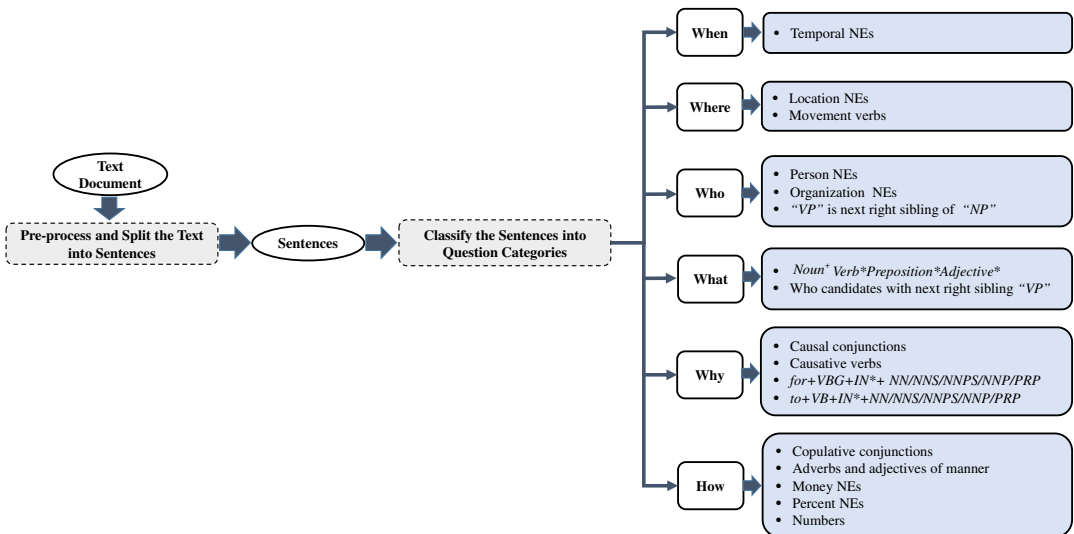 Text
Document
Pre-process and Split the Text
into Sentences
Sentences
Classify the Sentences into
Question Categories
When
• Temporal NEs
Where
• Location NEs
• Movement verbs
Who
• Person NEs
• Organization NEs
• “VP” is next right sibling of “NP”
What
• Noun⁺ Verb*Preposition*Adjective*
• Who candidates with next right sibling “VP”
Why
• Causal conjunctions
• Causative verbs
• for+VBG+IN*+ NN/NNS/NNPS/NNP/PRP
• to+VB+IN*+NN/NNS/NNPS/NNP/PRP
How
• Copulative conjunctions
• Adverbs and adjectives of manner
• Money NEs
• Percent NEs
• Numbers